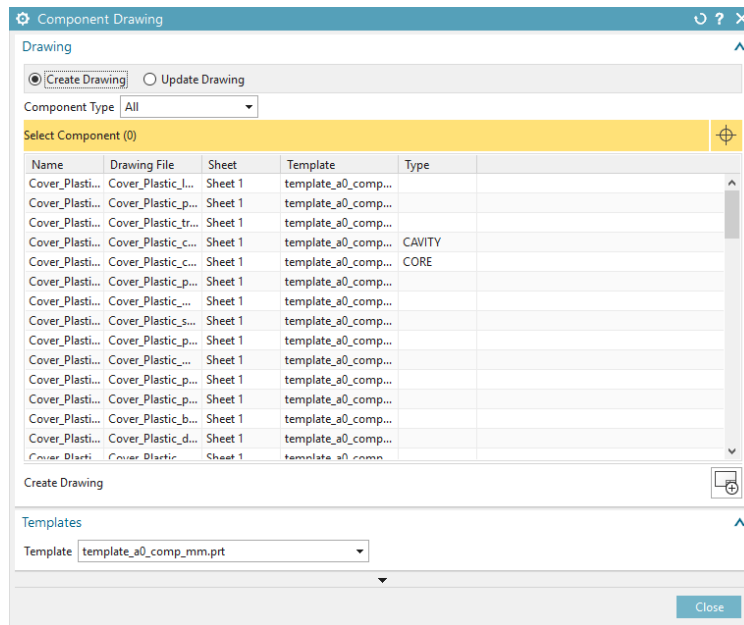 Component Drawing
Drawing
Create Drawing Update Drawing
Component Type All
Select Component (0)
Name Drawing File Sheet Template Type
Cover_Plasti... Cover_Plastic_l... Sheet 1 template_a0_comp...
Cover_Plasti... Cover_Plastic_p... Sheet 1 template_a0_comp...
Cover_Plasti... Cover_Plastic_tr... Sheet 1 template_a0_comp...
Cover_Plasti... Cover_Plastic_c... Sheet 1 template_a0_comp... CAVITY
Cover_Plasti... Cover_Plastic_c... Sheet 1 template_a0_comp... CORE
Cover_Plasti... Cover_Plastic_p... Sheet 1 template_a0_comp...
Cover_Plasti... Cover_Plastic_... Sheet 1 template_a0_comp...
Cover_Plasti... Cover_Plastic_s... Sheet 1 template_a0_comp...
Cover_Plasti... Cover_Plastic_p... Sheet 1 template_a0_comp...
Cover_Plasti... Cover_Plastic_... Sheet 1 template_a0_comp...
Cover_Plasti... Cover_Plastic_p... Sheet 1 template_a0_comp...
Cover_Plasti... Cover_Plastic_p... Sheet 1 template_a0_comp...
Cover_Plasti... Cover_Plastic_b... Sheet 1 template_a0_comp...
Cover_Plasti... Cover_Plastic_d... Sheet 1 template_a0_comp...
Cover_Plasti... Cover_Plastic... Sheet 1 template_a0_comp...
Create Drawing
Templates
Template template_a0_comp_mm.prt
Close